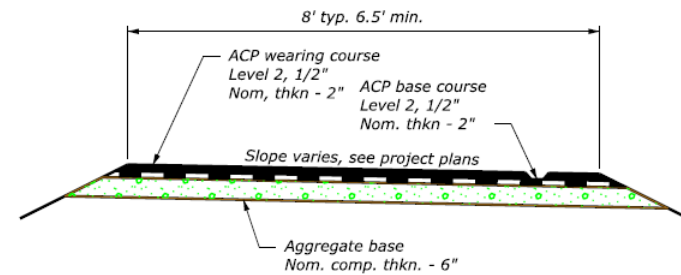 8' typ. 6.5' min.
ACP wearing course
Level 2, 1/2"
Nom, thkn - 2"
ACP base course
Level 2, 1/2"
Nom. thkn - 2"
Slope varies, see project plans
Aggregate base
Nom. comp. thkn. - 6"